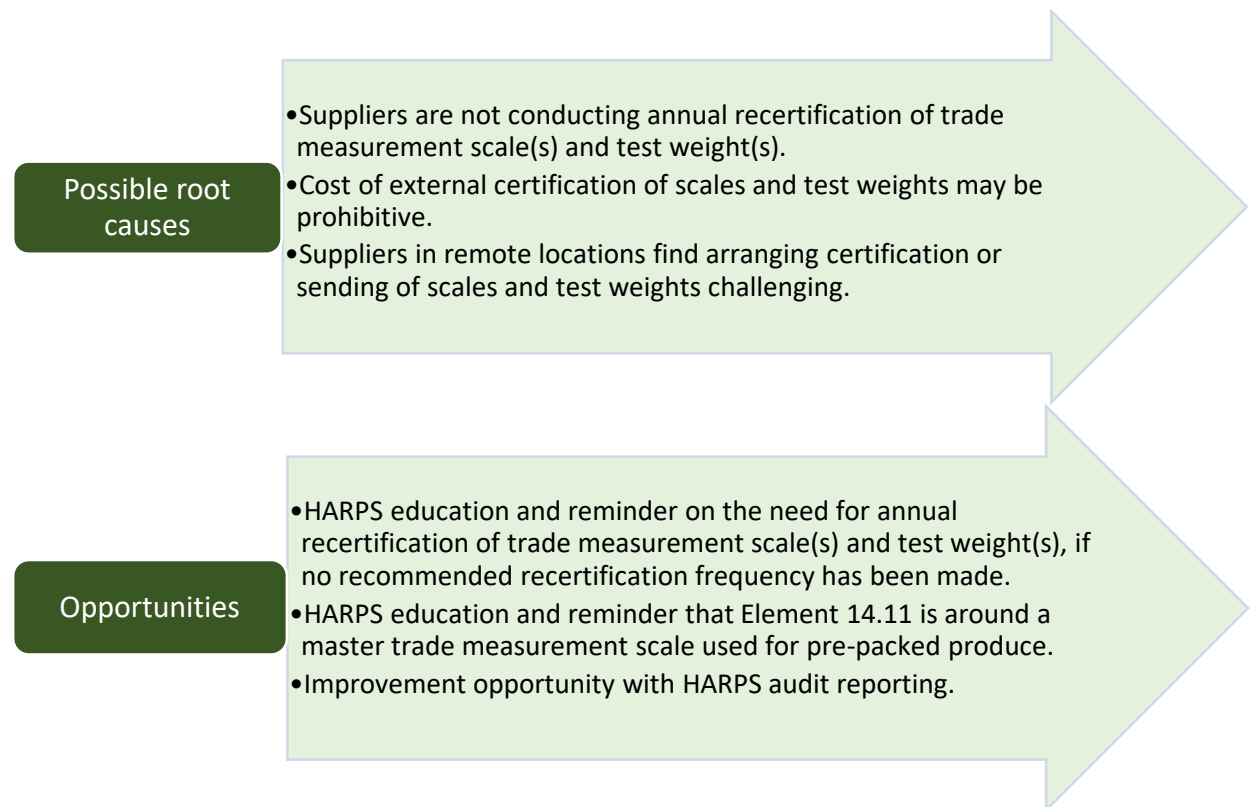 Possible root
causes
•Suppliers are not conducting annual recertification of trade
measurement scale(s) and test weight(s).
•Cost of external certification of scales and test weights may be
prohibitive.
•Suppliers in remote locations find arranging certification or
sending of scales and test weights challenging.
Opportunities
•HARPS education and reminder on the need for annual
recertification of trade measurement scale(s) and test weight(s), if
no recommended recertification frequency has been made.
•HARPS education and reminder that Element 14.11 is around a
master trade measurement scale used for pre-packed produce.
•Improvement opportunity with HARPS audit reporting.